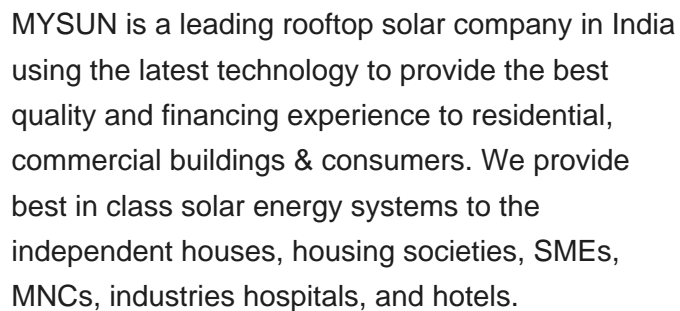 MYSUN is a leading rooftop solar company in India
using the latest technology to provide the best
quality and financing experience to residential,
commercial buildings & consumers. We provide
best in class solar energy systems to the
independent houses, housing societies, SMEs,
MNCs, industries hospitals, and hotels.